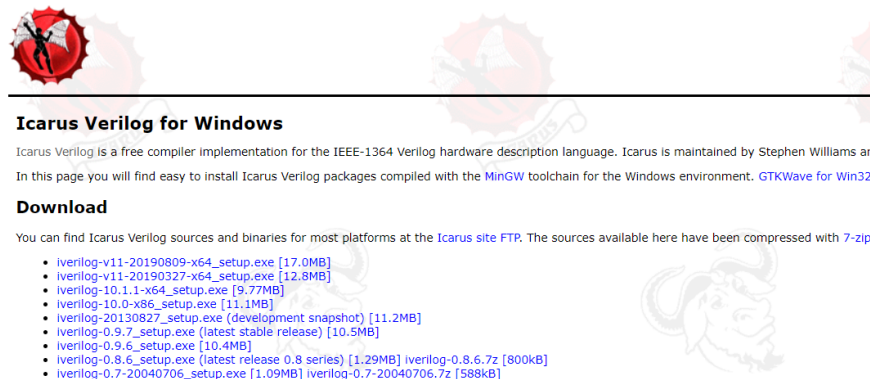 Icarus Verilog for Windows
Icarus Verilog is a free compiler implementation for the IEEE-1364 Verilog hardware description language. Icarus is maintained by Stephen Williams
In this page you will find easy to install Icarus Verilog packages compiled with the MinGW toolchain for the Windows environment. GTKWave for Win32
Download
You can find Icarus Verilog sources and binaries for most platforms at the Icarus site FTP. The sources available here have been compressed with 7-zip
• iverilog-v11-20190809-x64_setup.exe [17.0MB]
• iverilog-v11-20190327-x64_setup.exe [12.8MB]
• iverilog-10.1.1-x64_setup.exe [9.77MB]
• iverilog-10.0-x86_setup.exe [11.1MB]
• iverilog-20130827_setup.exe (development snapshot) [11.2MB]
• iverilog-0.9.7_setup.exe (latest stable release) [10.5MB]
• iverilog-0.9.6_setup.exe [10.4MB]
• iverilog-0.8.6_setup.exe (latest release 0.8 series) [1.29MB] iverilog-0.8.6.7z [800kB]
• iverilog-0.7-20040706_setup.exe [1.09MB] iverilog-0.7-20040706.7z [588kB]